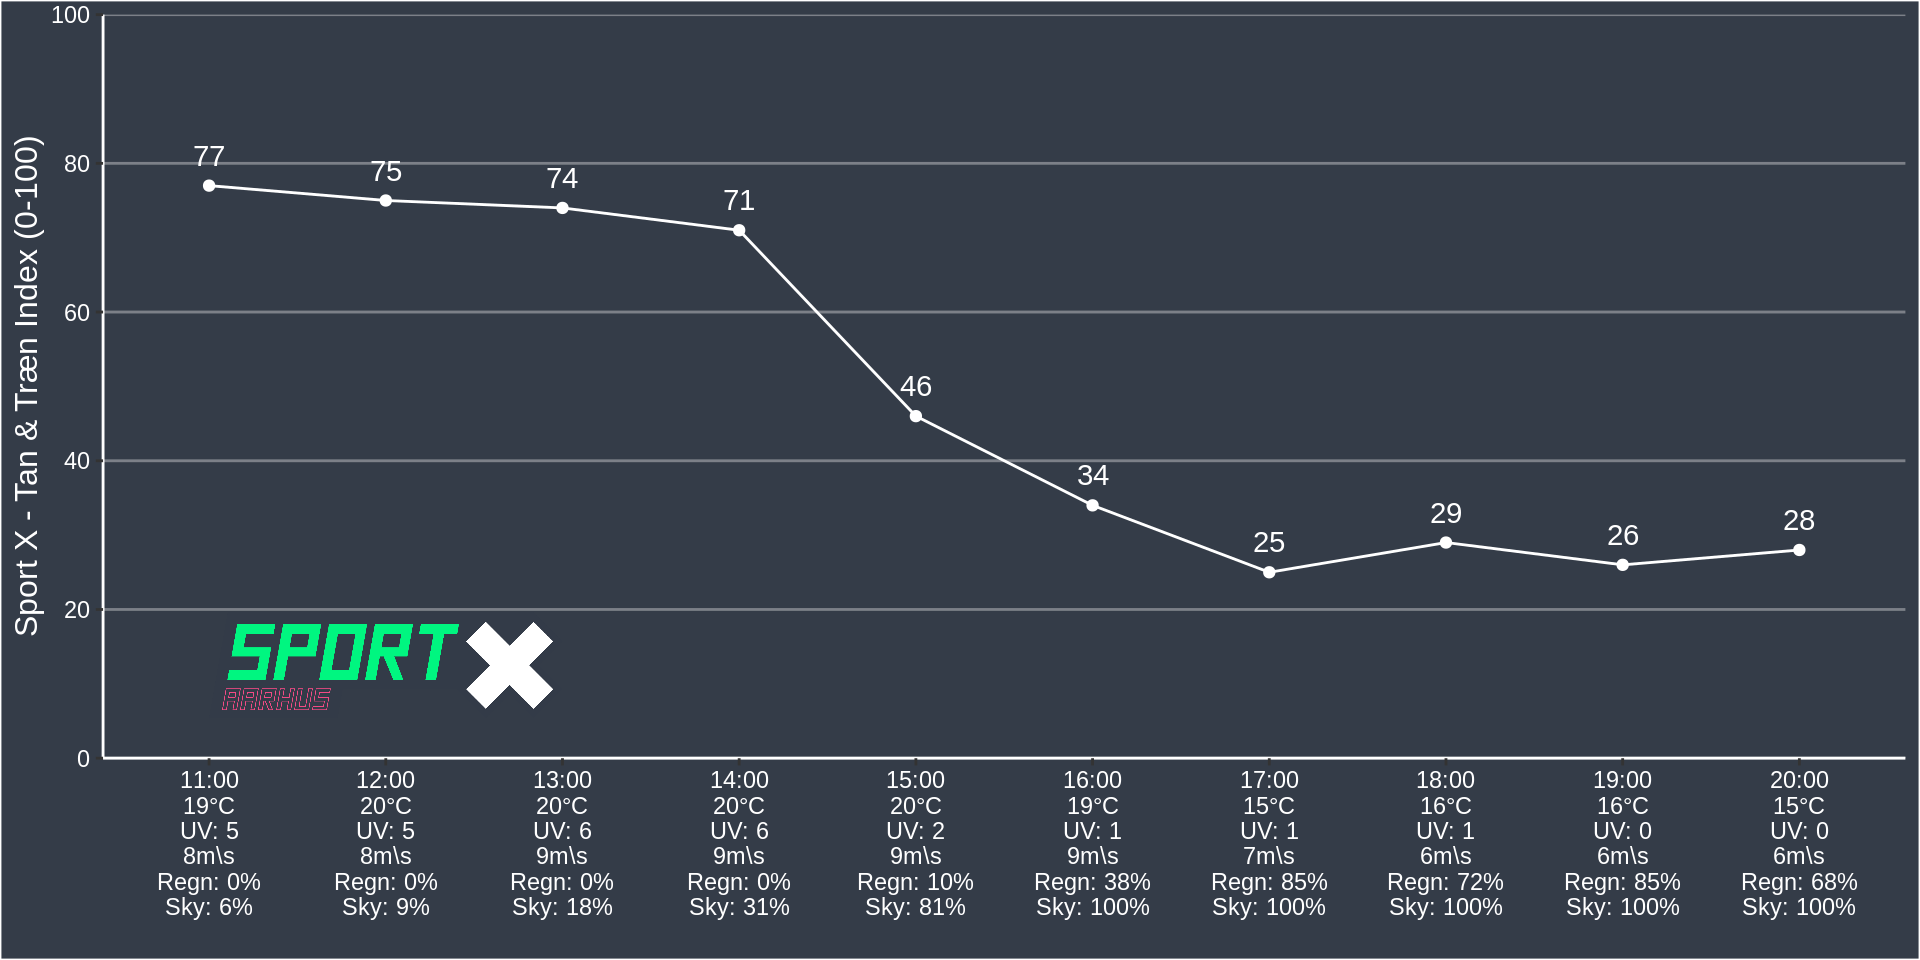 Sport X - Tan & Træn Index (0-100)
100
80
60
40
20
0
77
75
74
71
46
34
25
29
26
28
SPORT X
AARHUS
11:00
19°C
UV: 5
8m\s
Regn: 0%
Sky: 6%
12:00
20°C
UV: 5
8m\s
Regn: 0%
Sky: 9%
13:00
20°C
UV: 6
9m\s
Regn: 0%
Sky: 18%
14:00
20°C
UV: 6
9m\s
Regn: 0%
Sky: 31%
15:00
20°C
UV: 2
9m\s
Regn: 10%
Sky: 81%
16:00
19°C
UV: 1
9m\s
Regn: 38%
Sky: 100%
17:00
15°C
UV: 1
7m\s
Regn: 85%
Sky: 100%
18:00
16°C
UV: 1
6m\s
Regn: 72%
Sky: 100%
19:00
16°C
UV: 0
6m\s
Regn: 85%
Sky: 100%
20:00
15°C
UV: 0
6m\s
Regn: 68%
Sky: 100%